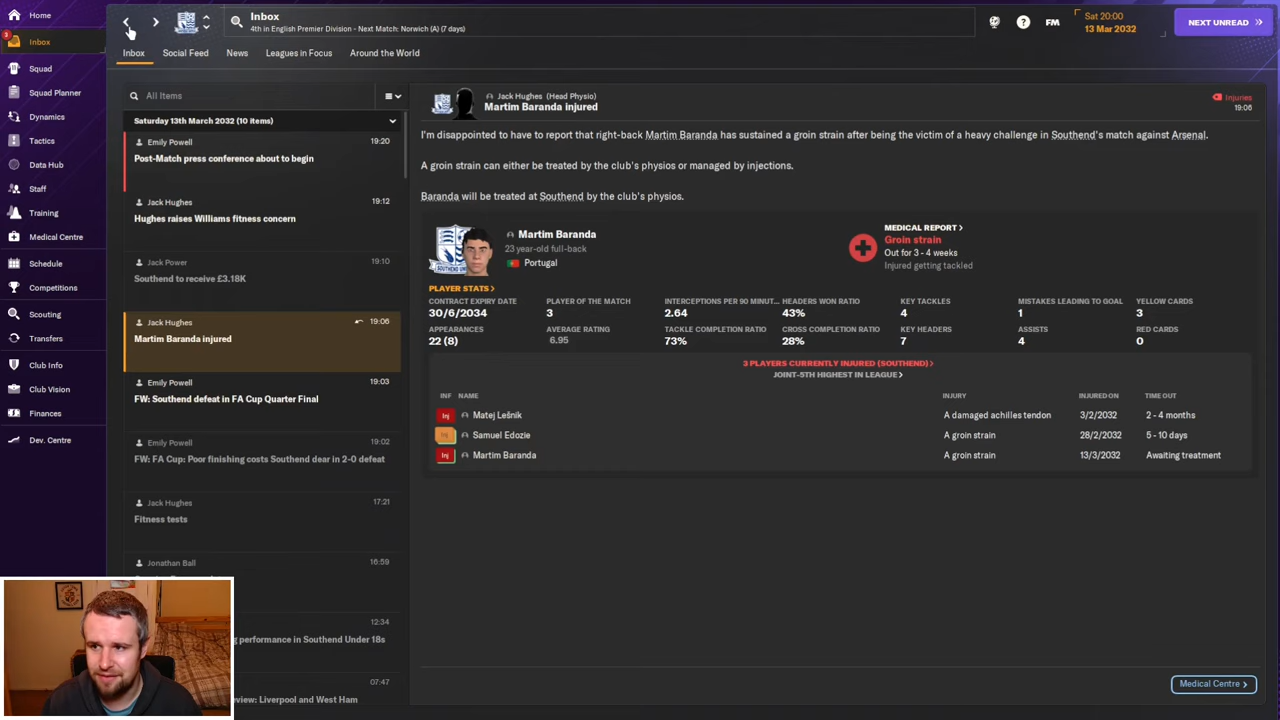 Home
3
Inbox
Squad
Squad Planner
Dynamics
Tactics
Data Hub
Staff
Training
Medical Centre
Schedule
Competitions
Scouting
Transfers
Club Info
Club Vision
Finances
Dev. Centre
Inbox
4th in English Premier Division - Next Match: Norwich (A) (7 days)
FM
Sat 20:00
13 Mar 2032
NEXT UNREAD
Inbox
Social Feed
News
Leagues in Focus
Around the World
All Items
Saturday 13th March 2032 (10 items)
Emily Powell 19:20
Post-Match press conference about to begin
Jack Hughes 19:12
Hughes raises Williams fitness concern
Jack Power 19:10
Southend to receive £3.18K
Jack Hughes 19:06
Martim Baranda injured
Emily Powell 19:03
FW: Southend defeat in FA Cup Quarter Final
Emily Powell 19:02
FW: FA Cup: Poor finishing costs Southend dear in 2-0 defeat
Jack Hughes 17:21
Fitness tests
Jonathan Ball 16:59
12:34
performance in Southend Under 18s
07:47
Liverpool and West Ham
Jack Hughes (Head Physio)
Martim Baranda injured
Injuries
19:06
I'm disappointed to have to report that right-back Martim Baranda has sustained a groin strain after being the victim of a heavy challenge in Southend's match against Arsenal.
A groin strain can either be treated by the club's physios or managed by injections.
Baranda will be treated at Southend by the club's physios.
Martim Baranda
23 year-old full-back
Portugal
MEDICAL REPORT
Groin strain
Out for 3 - 4 weeks
Injured getting tackled
PLAYER STATS
CONTRACT EXPIRY DATE PLAYER OF THE MATCH INTERCEPTIONS PER 90 MINUT... HEADERS WON RATIO KEY TACKLES MISTAKES LEADING TO GOAL YELLOW CARDS
30/6/2034 3 2.64 43% 4 1 3
APPEARANCES AVERAGE RATING TACKLE COMPLETION RATIO CROSS COMPLETION RATIO KEY HEADERS ASSISTS RED CARDS
22 (8) 6.95 73% 28% 7 4 0
3 PLAYERS CURRENTLY INJURED (SOUTHEND)
JOINT-5TH HIGHEST IN LEAGUE
INF NAME INJURY INJURED ON TIME OUT
Inj Matej Lešnik A damaged achilles tendon 3/2/2032 2 - 4 months
Inj Samuel Edozie A groin strain 28/2/2032 5 - 10 days
Inj Martim Baranda A groin strain 13/3/2032 Awaiting treatment
Medical Centre